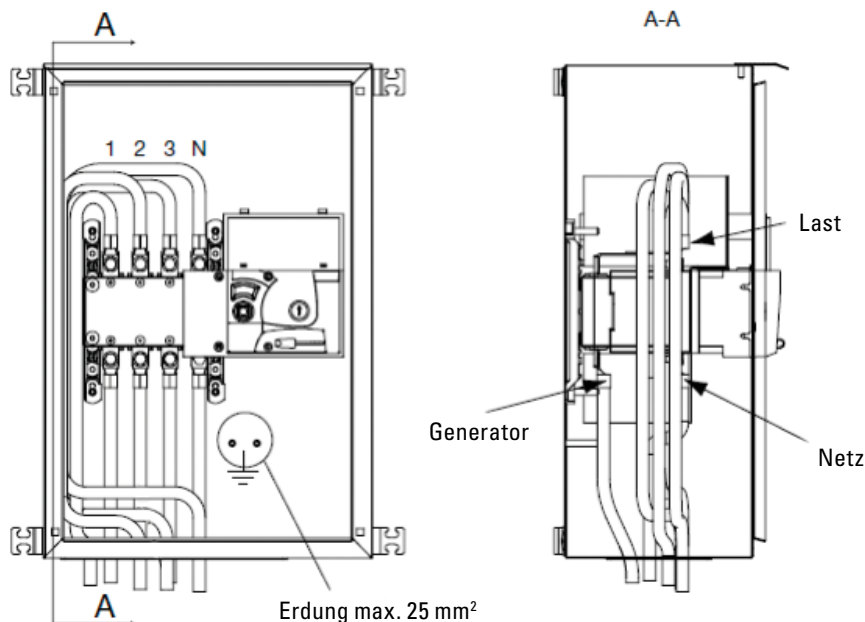 A
A-A
1 2 3 N
Last
Generator
Netz
A
Erdung max. 25 mm²